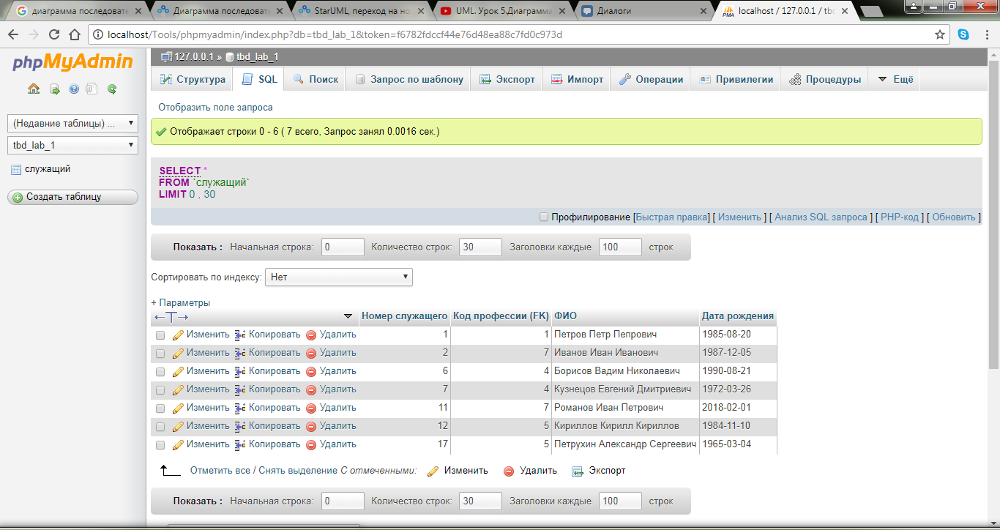 диаграмма последовате
Диаграмма последоват
StarUML, переход на но
UML. Урок 5.Диаграмма
Диалоги
localhost / 127.0.0.1 / tbd
localhost/Tools/phpmyadmin/index.php?db=tbd_lab_1&token=f6782fdccf44e76d48ea88c7fd0c973d
phpMyAdmin
(Недавние таблицы) ...
tbd_lab_1
служащий
Создать таблицу
127.0.0.1 » tbd_lab_1
Структура SQL Поиск Запрос по шаблону Экспорт Импорт Операции Привилегии Процедуры Ещё
Отобразить поле запроса
Отображает строки 0 - 6 ( 7 всего, Запрос занял 0.0016 сек.)
SELECT *
FROM `служащий`
LIMIT 0 , 30
Профилирование [Быстрая правка] [ Изменить ] [ Анализ SQL запроса ] [ PHP-код ] [ Обновить ]
Показать : Начальная строка: 0 Количество строк: 30 Заголовки каждые 100 строк
Сортировать по индексу: Нет
+ Параметры
←T→ Номер служащего Код профессии (FK) ФИО Дата рождения
Изменить Копировать Удалить 1 1 Петров Петр Пепрович 1985-08-20
Изменить Копировать Удалить 2 7 Иванов Иван Иванович 1987-12-05
Изменить Копировать Удалить 6 4 Борисов Вадим Николаевич 1990-08-21
Изменить Копировать Удалить 7 4 Кузнецов Евгений Дмитриевич 1972-03-26
Изменить Копировать Удалить 11 7 Романов Иван Петрович 2018-02-01
Изменить Копировать Удалить 12 5 Кириллов Кирилл Кириллов 1984-11-10
Изменить Копировать Удалить 17 5 Петрухин Александр Сергеевич 1965-03-04
Отметить все / Снять выделение С отмеченными: Изменить Удалить Экспорт
Показать : Начальная строка: 0 Количество строк: 30 Заголовки каждые 100 строк